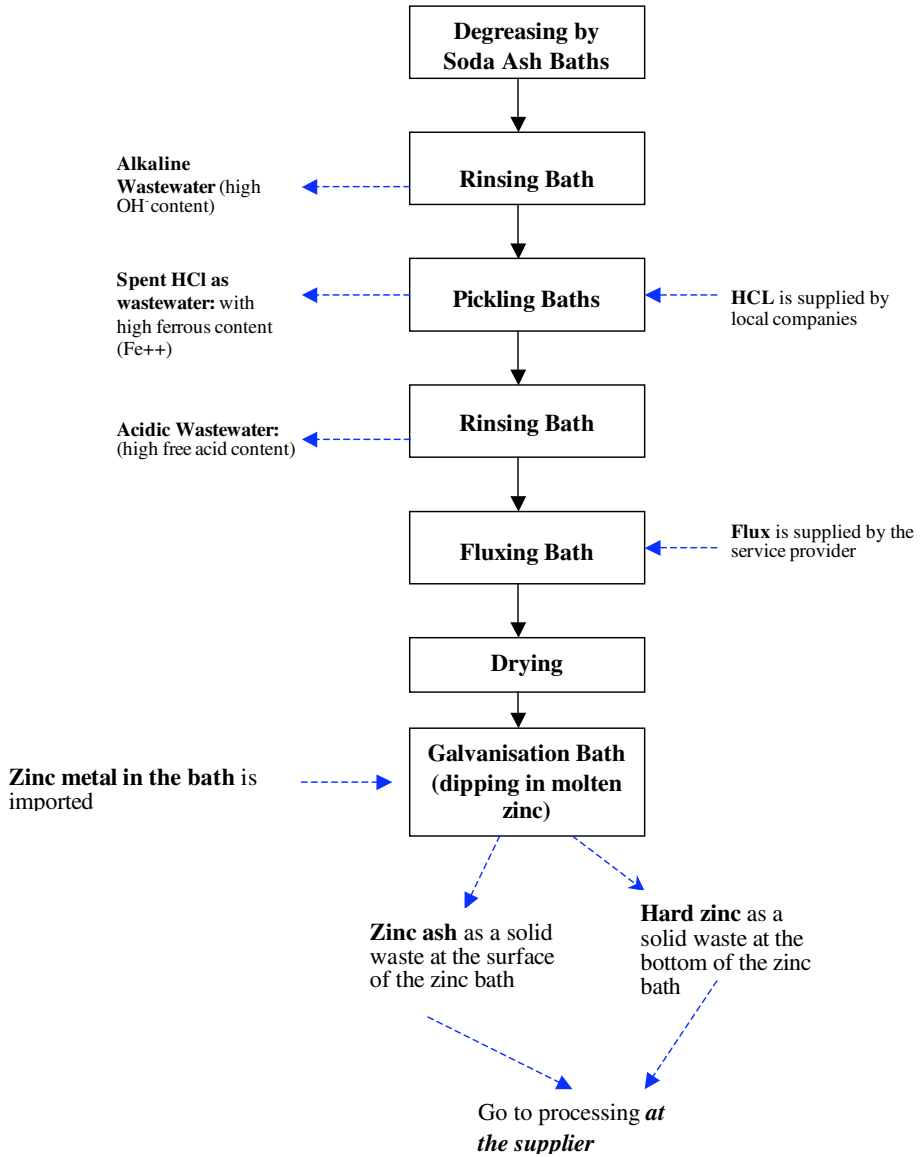 Degreasing by
Soda Ash Baths
Alkaline
Wastewater (high
OH⁻ content)
Rinsing Bath
Spent HCl as
wastewater: with
high ferrous content
(Fe++)
Pickling Baths
HCL is supplied by
local companies
Acidic Wastewater:
(high free acid content)
Rinsing Bath
Fluxing Bath
Flux is supplied by the
service provider
Drying
Zinc metal in the bath is
imported
Galvanisation Bath
(dipping in molten
zinc)
Zinc ash as a solid
waste at the surface
of the zinc bath
Hard zinc as a
solid waste at the
bottom of the zinc
bath
Go to processing at
the supplier